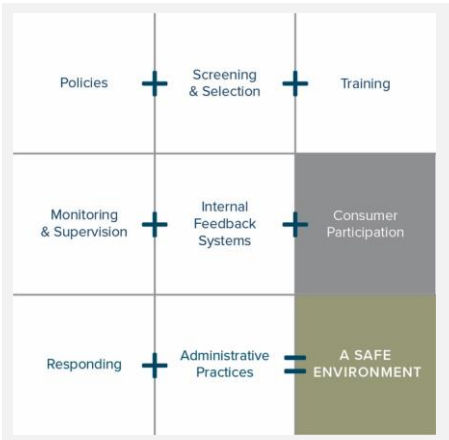 Policies + Screening
& Selection + Training
Monitoring
& Supervision + Internal
Feedback
Systems + Consumer
Participation
Responding + Administrative
Practices = A SAFE
ENVIRONMENT